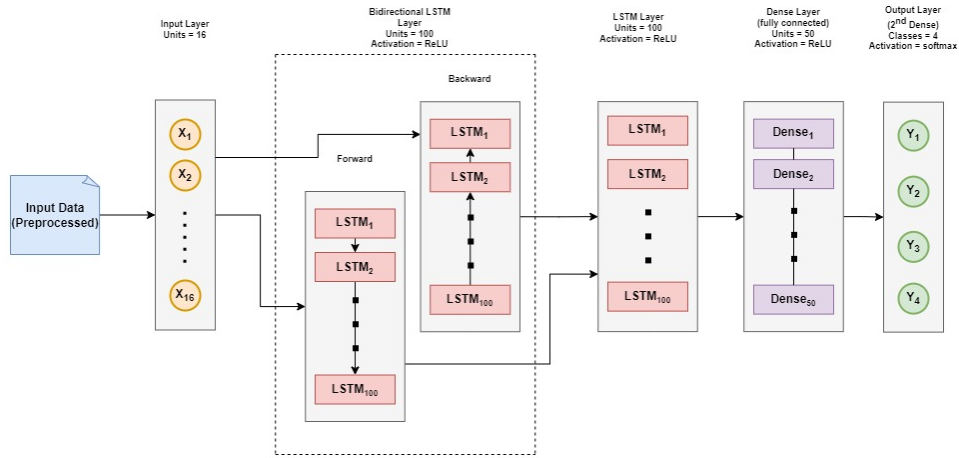 Input Layer
Units = 16
Bidirectional LSTM
Layer
Units = 100
Activation = ReLU
LSTM Layer
Units = 100
Activation = ReLU
Dense Layer
(fully connected)
Units = 50
Activation = ReLU
Output Layer
(2nd Dense)
Classes = 4
Activation = softmax
Input Data
(Preprocessed)
X1
X2
X16
Forward
LSTM1
LSTM2
LSTM100
Backward
LSTM1
LSTM2
LSTM100
LSTM1
LSTM2
LSTM100
Dense1
Dense2
Dense50
Y1
Y2
Y3
Y4